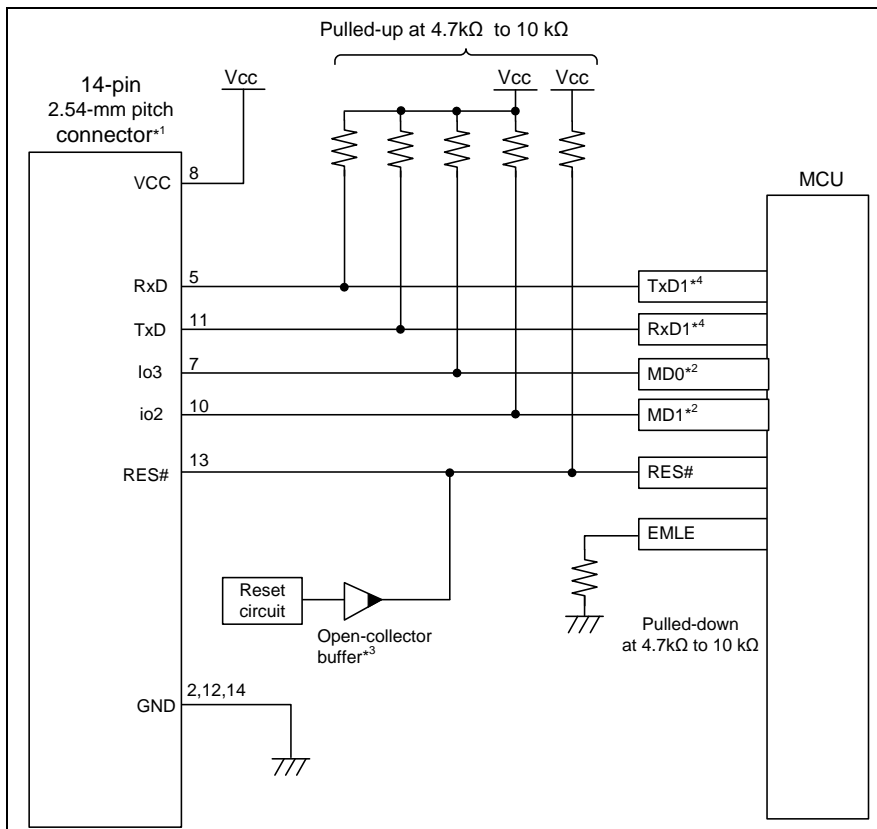 Pulled-up at 4.7kΩ to 10 kΩ
Vcc
Vcc
Vcc
14-pin
2.54-mm pitch
connector*1
MCU
VCC
8
RxD
5
TxD1*4
TxD
11
RxD1*4
Io3
7
MD0*2
io2
10
MD1*2
RES#
13
RES#
EMLE
Reset
circuit
Open-collector
buffer*3
Pulled-down
at 4.7kΩ to 10 kΩ
GND
2,12,14